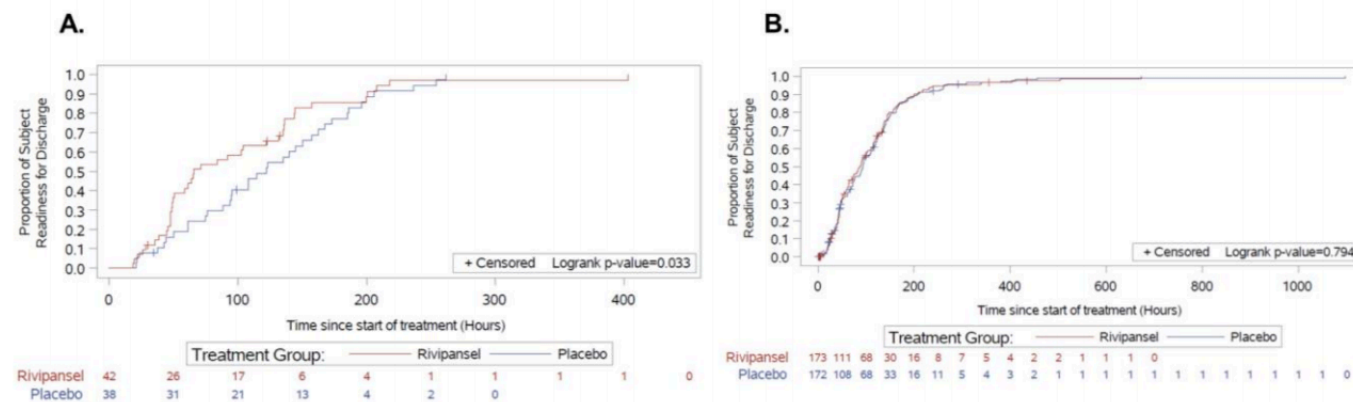 A.
Proportion of Subject
Readiness for Discharge
1.0
0.9
0.8
0.7
0.6
0.5
0.4
0.3
0.2
0.1
0.0
+ Censored Logrank p-value=0.033
0 100 200 300 400
Time since start of treatment (Hours)
Treatment Group: Rivipansel Placebo
Rivipansel 42 26 17 6 4 1 1 1 1 0
Placebo 38 31 21 13 4 2 0
B.
Proportion of Subject
Readiness for Discharge
1.0
0.9
0.8
0.7
0.6
0.5
0.4
0.3
0.2
0.1
0.0
+ Censored Logrank p-value=0.794
0 200 400 600 800 1000
Time since start of treatment (Hours)
Treatment Group: Rivipansel Placebo
Rivipansel 173 111 68 30 16 8 7 5 4 2 2 1 1 1 0
Placebo 172 108 68 33 16 11 5 4 3 2 1 1 1 1 1 1 1 1 1 1 1 1 0